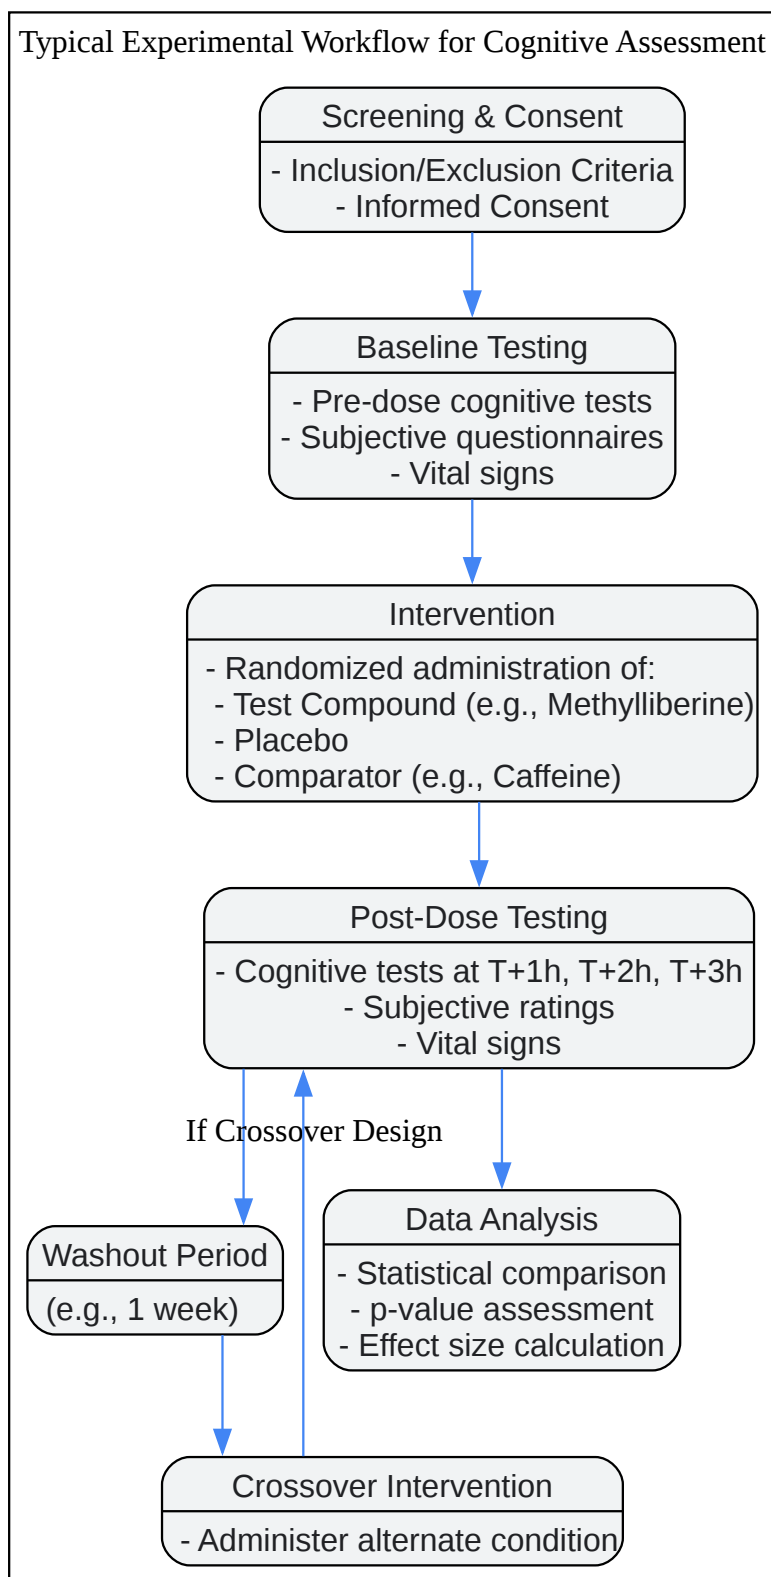 Typical Experimental Workflow for Cognitive Assessment
Screening & Consent
- Inclusion/Exclusion Criteria
- Informed Consent
Baseline Testing
- Pre-dose cognitive tests
- Subjective questionnaires
- Vital signs
Intervention
- Randomized administration of:
- Test Compound (e.g., Methylliberine)
- Placebo
- Comparator (e.g., Caffeine)
Post-Dose Testing
- Cognitive tests at T+1h, T+2h, T+3h
- Subjective ratings
- Vital signs
If Crossover Design
Washout Period
(e.g., 1 week)
Data Analysis
- Statistical comparison
- p-value assessment
- Effect size calculation
Crossover Intervention
- Administer alternate condition